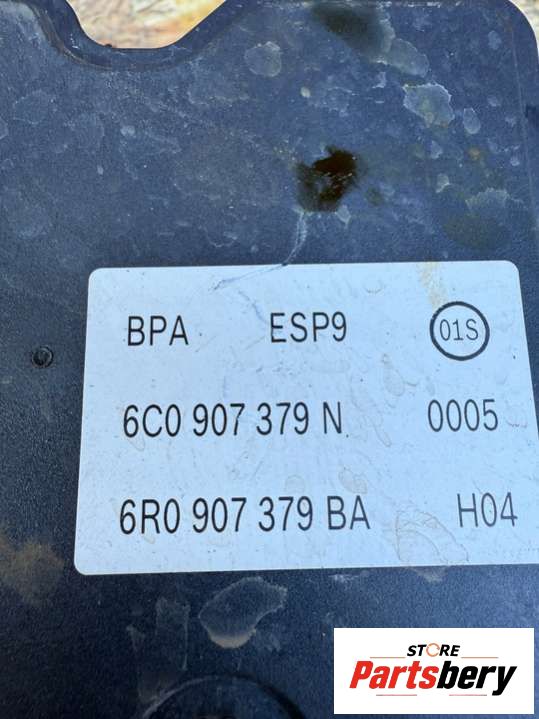 BPA ESP9 01S
6C0 907 379 N 0005
6R0 907 379 BA H04
STORE
Partsbery